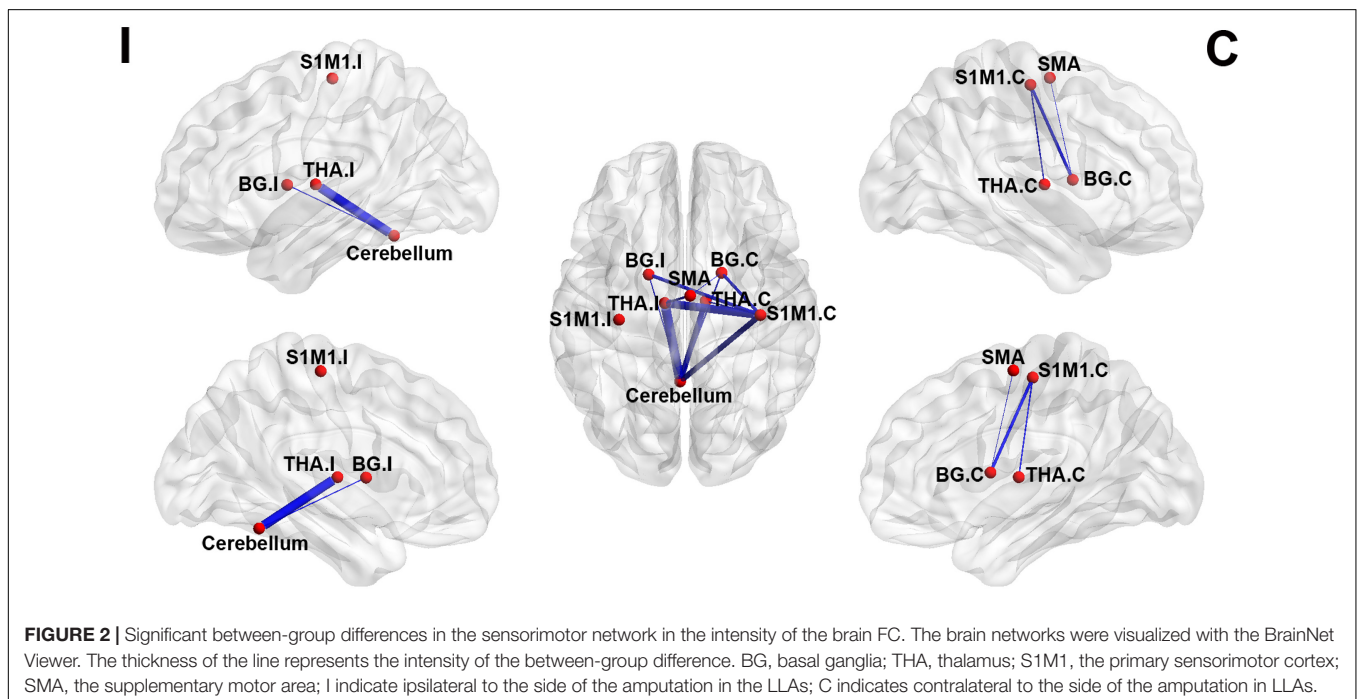 I
C
S1M1.I
THA.I
BG.I
Cerebellum
SMA
S1M1.C
THA.C
BG.C
BG.I
BG.C
SMA
THA.I
THA.C
S1M1.I
S1M1.C
Cerebellum
S1M1.I
THA.I
BG.I
Cerebellum
SMA
S1M1.C
BG.C
THA.C
FIGURE 2 | Significant between-group differences in the sensorimotor network in the intensity of the brain FC. The brain networks were visualized with the BrainNet
Viewer. The thickness of the line represents the intensity of the between-group difference. BG, basal ganglia; THA, thalamus; S1M1, the primary sensorimotor cortex;
SMA, the supplementary motor area; I indicate ipsilateral to the side of the amputation in the LLAs; C indicates contralateral to the side of the amputation in LLAs.